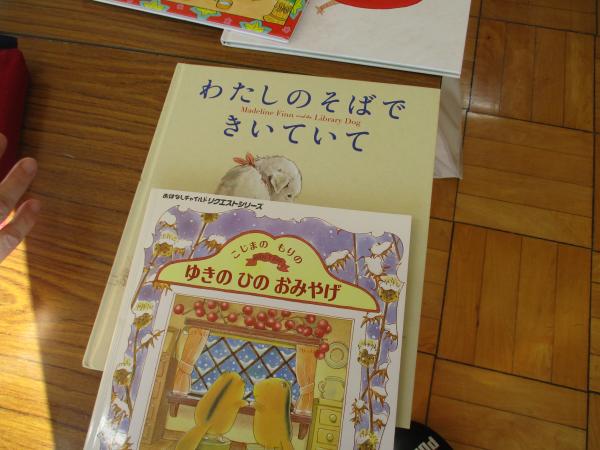 わたしのそばで
Madeline Finn and the Library Dog
きいていて
おはなしチャイルドリクエストシリーズ
こじまの もりの
ゆきの ひの おみやげ